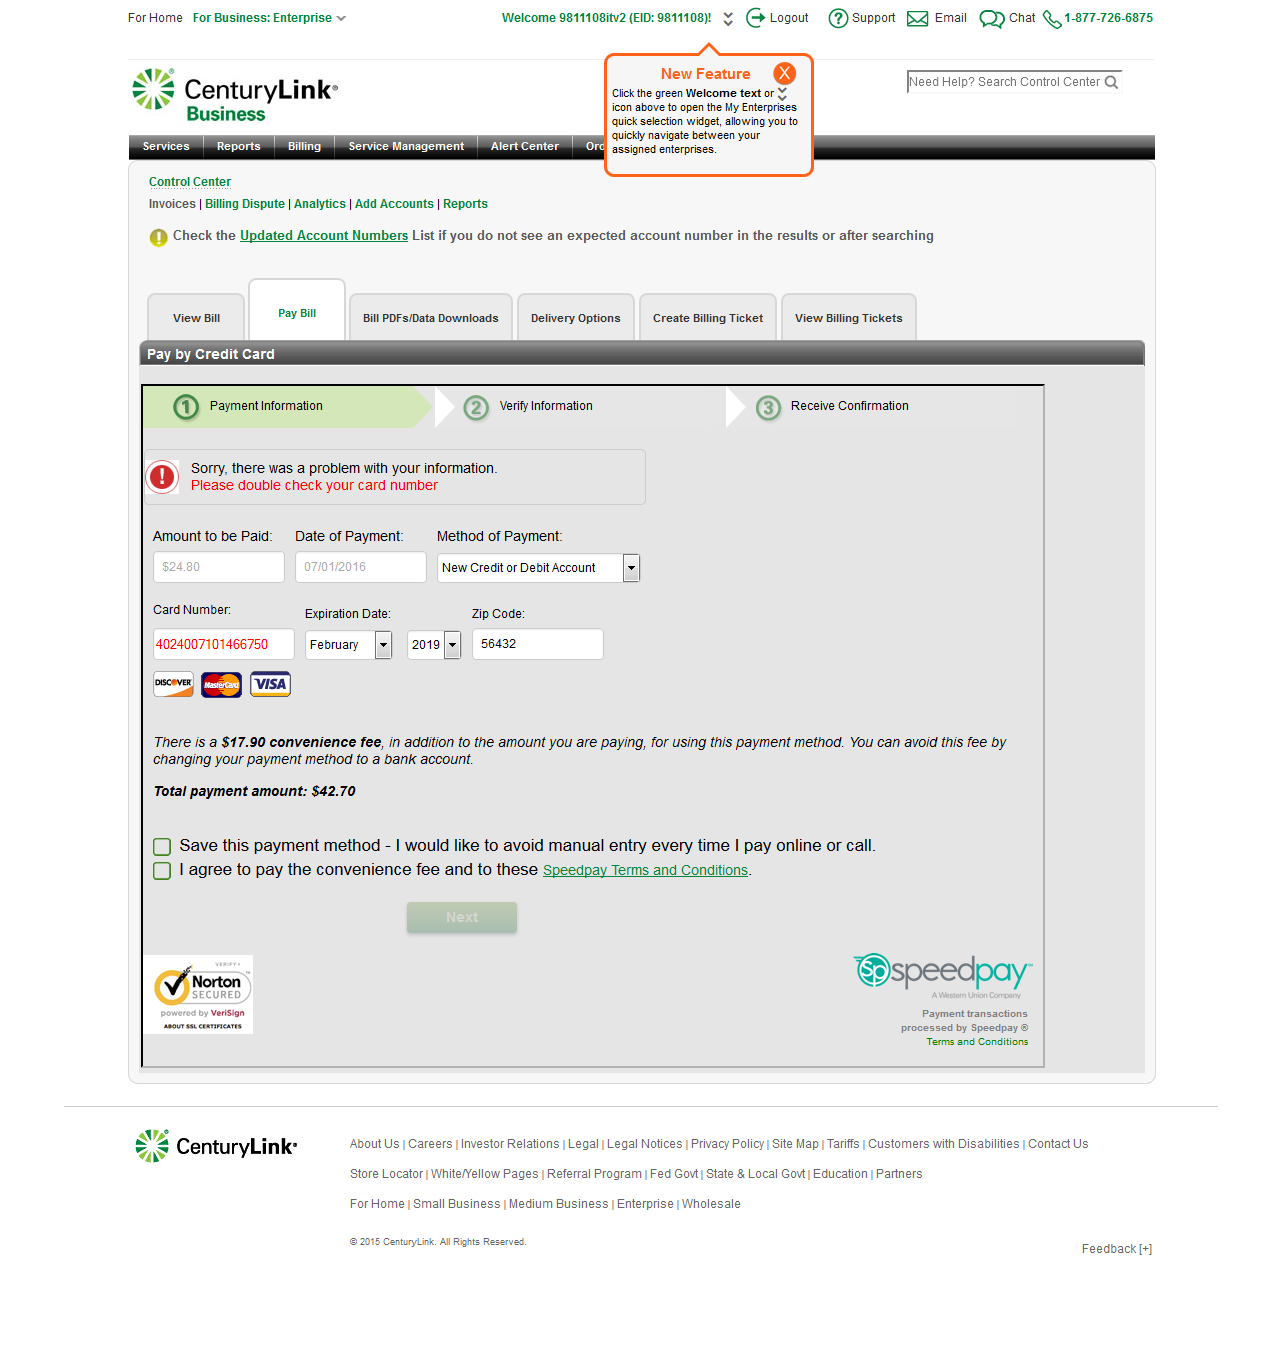 For Home For Business: Enterprise Welcome 9811108itv2 (EID: 9811108)! Logout Support Email Chat 1-877-726-6875
New Feature X
Click the green Welcome text or
icon above to open the My Enterprises
quick selection widget, allowing you to
quickly navigate between your
assigned enterprises.
CenturyLink®
Business
Need Help? Search Control Center
Services Reports Billing Service Management Alert Center Ord
Control Center
Invoices | Billing Dispute | Analytics | Add Accounts | Reports
Check the Updated Account Numbers List if you do not see an expected account number in the results or after searching
View Bill Pay Bill Bill PDFs/Data Downloads Delivery Options Create Billing Ticket View Billing Tickets
Pay by Credit Card
1 Payment Information 2 Verify Information 3 Receive Confirmation
Sorry, there was a problem with your information.
Please double check your card number
Amount to be Paid: Date of Payment: Method of Payment:
$24.80 07/01/2016 New Credit or Debit Account
Card Number: Expiration Date: Zip Code:
4024007101466750 February 2019 56432
DISCOVER MasterCard VISA
There is a $17.90 convenience fee, in addition to the amount you are paying, for using this payment method. You can avoid this fee by
changing your payment method to a bank account.
Total payment amount: $42.70
Save this payment method - I would like to avoid manual entry every time I pay online or call.
I agree to pay the convenience fee and to these Speedpay Terms and Conditions.
Next
VERIFY
Norton
SECURED
powered by VeriSign
ABOUT SSL CERTIFICATES
sp speedpay™
A Western Union Company
Payment transactions
processed by Speedpay ®
Terms and Conditions
CenturyLink®
About Us | Careers | Investor Relations | Legal | Legal Notices | Privacy Policy | Site Map | Tariffs | Customers with Disabilities | Contact Us
Store Locator | White/Yellow Pages | Referral Program | Fed Govt | State & Local Govt | Education | Partners
For Home | Small Business | Medium Business | Enterprise | Wholesale
© 2015 CenturyLink. All Rights Reserved.
Feedback [+]